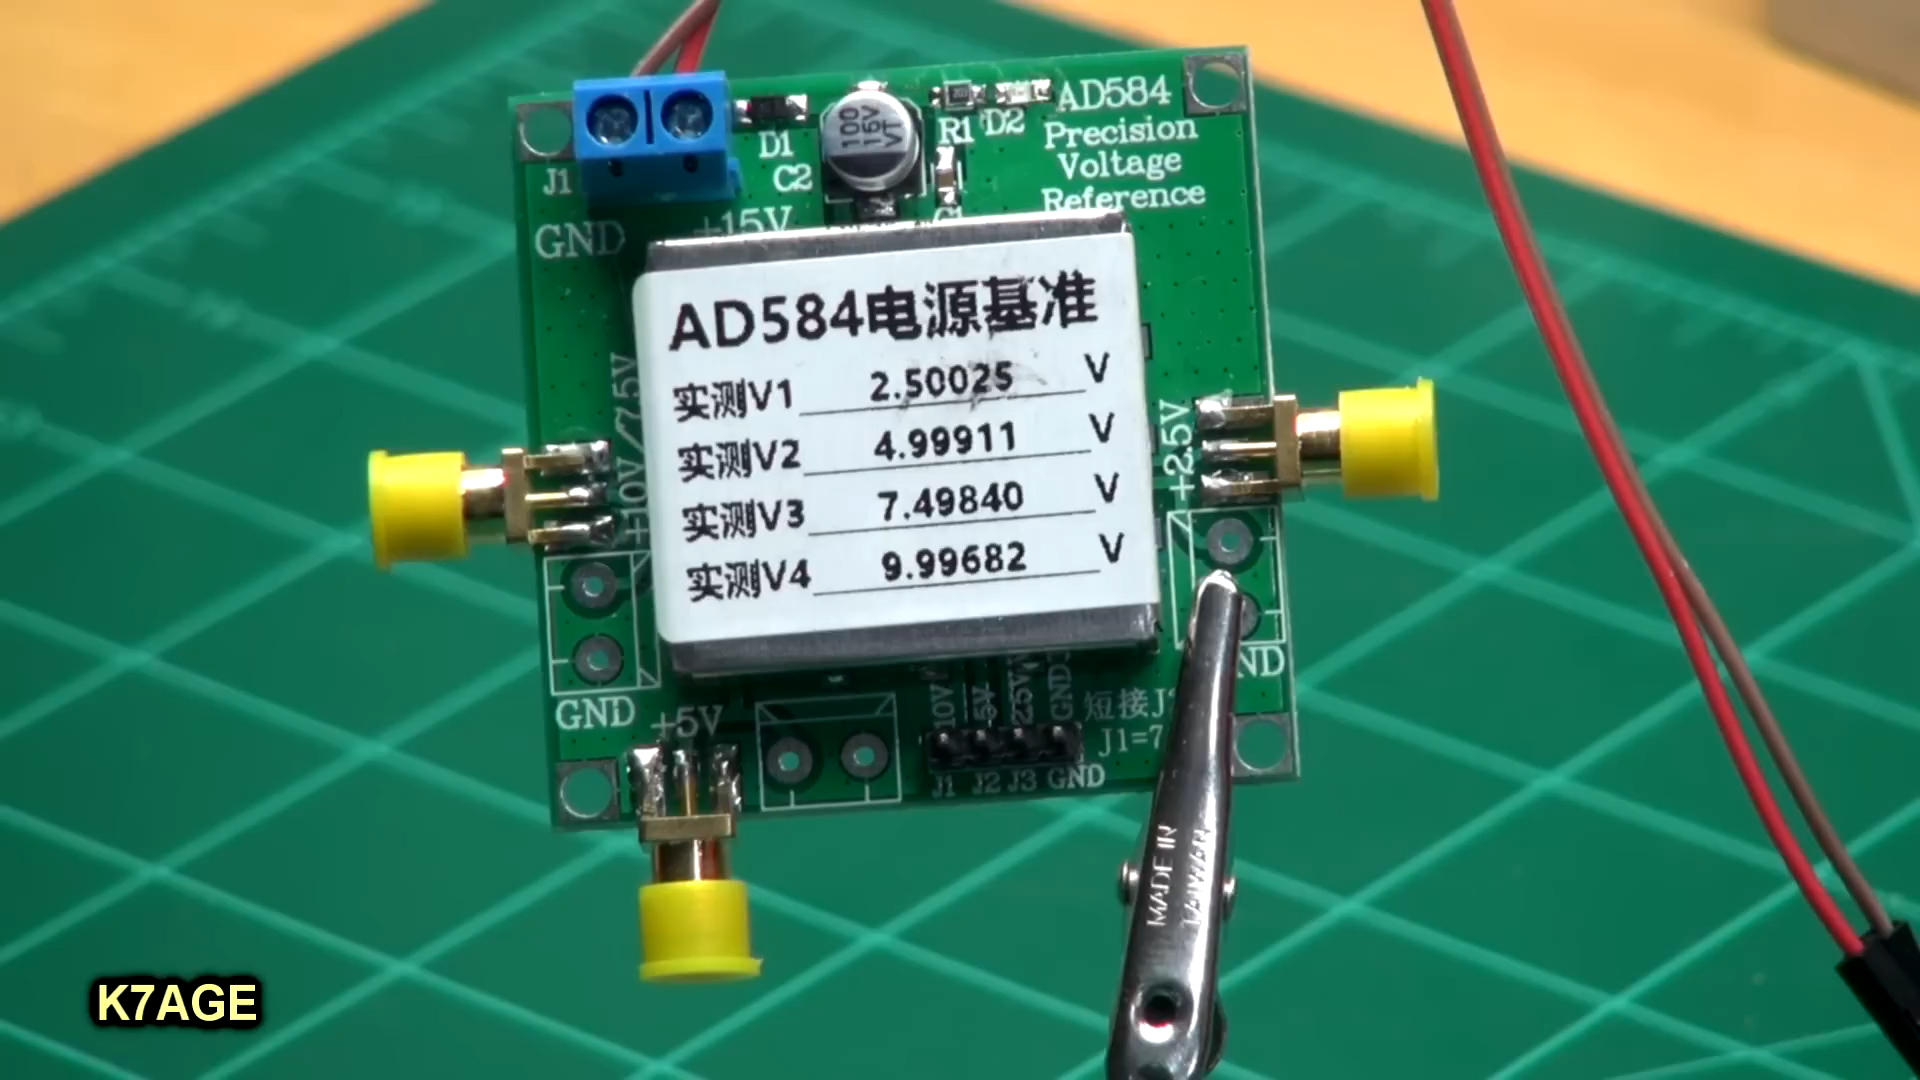 AD584
Precision
Voltage
Reference
D1
C2
R1
D2
C1
100
16V
VT
J1
GND
+15V
AD584电源基准
实测V1 2.50025 V
实测V2 4.99911 V
实测V3 7.49840 V
实测V4 9.99682 V
+10V/7.5V
+2.5V
GND
+5V
10V
5V
2.5V
GND
短接
J1=7
J1 J2 J3 GND
MADE IN
TAIWAN
K7AGE